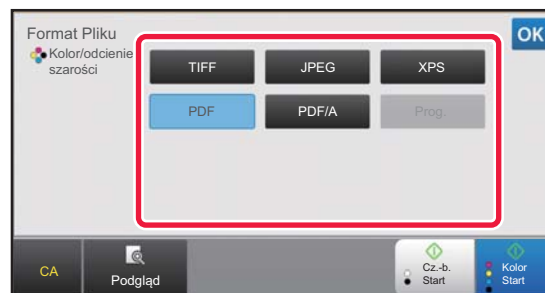 Format Pliku
OK
Kolor/odcienie
szarości
TIFF JPEG XPS
PDF PDF/A Prog.
CA
Podgląd
Cz.-b.
Start
Kolor
Start